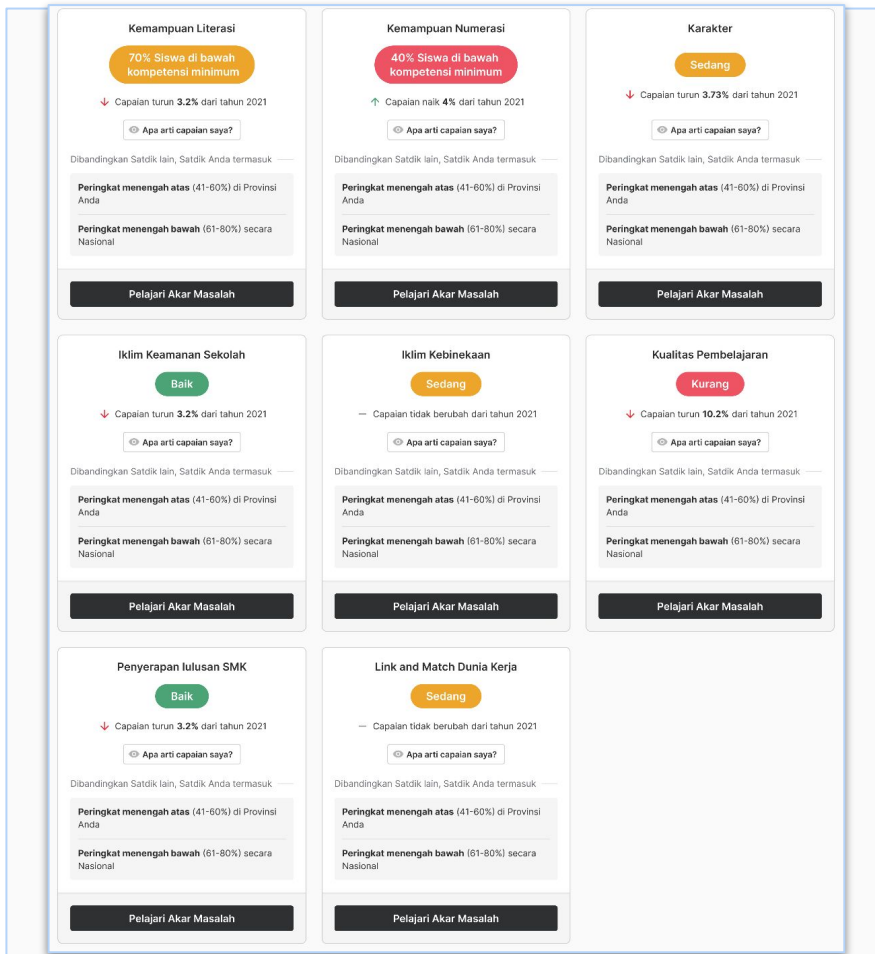 Kemampuan Literasi
70% Siswa di bawah
kompetensi minimum
Capaian turun 3.2% dari tahun 2021
Apa arti capaian saya?
Dibandingkan Satdik lain, Satdik Anda termasuk
Peringkat menengah atas (41-60%) di Provinsi
Anda
Peringkat menengah bawah (61-80%) secara
Nasional
Pelajari Akar Masalah
Kemampuan Numerasi
40% Siswa di bawah
kompetensi minimum
Capaian naik 4% dari tahun 2021
Apa arti capaian saya?
Dibandingkan Satdik lain, Satdik Anda termasuk
Peringkat menengah atas (41-60%) di Provinsi
Anda
Peringkat menengah bawah (61-80%) secara
Nasional
Pelajari Akar Masalah
Karakter
Sedang
Capaian turun 3.73% dari tahun 2021
Apa arti capaian saya?
Dibandingkan Satdik lain, Satdik Anda termasuk
Peringkat menengah atas (41-60%) di Provinsi
Anda
Peringkat menengah bawah (61-80%) secara
Nasional
Pelajari Akar Masalah
Iklim Keamanan Sekolah
Baik
Capaian turun 3.2% dari tahun 2021
Apa arti capaian saya?
Dibandingkan Satdik lain, Satdik Anda termasuk
Peringkat menengah atas (41-60%) di Provinsi
Anda
Peringkat menengah bawah (61-80%) secara
Nasional
Pelajari Akar Masalah
Iklim Kebinekaan
Sedang
Capaian tidak berubah dari tahun 2021
Apa arti capaian saya?
Dibandingkan Satdik lain, Satdik Anda termasuk
Peringkat menengah atas (41-60%) di Provinsi
Anda
Peringkat menengah bawah (61-80%) secara
Nasional
Pelajari Akar Masalah
Kualitas Pembelajaran
Kurang
Capaian turun 10.2% dari tahun 2021
Apa arti capaian saya?
Dibandingkan Satdik lain, Satdik Anda termasuk
Peringkat menengah atas (41-60%) di Provinsi
Anda
Peringkat menengah bawah (61-80%) secara
Nasional
Pelajari Akar Masalah
Penyerapan lulusan SMK
Baik
Capaian turun 3.2% dari tahun 2021
Apa arti capaian saya?
Dibandingkan Satdik lain, Satdik Anda termasuk
Peringkat menengah atas (41-60%) di Provinsi
Anda
Peringkat menengah bawah (61-80%) secara
Nasional
Pelajari Akar Masalah
Link and Match Dunia Kerja
Sedang
Capaian tidak berubah dari tahun 2021
Apa arti capaian saya?
Dibandingkan Satdik lain, Satdik Anda termasuk
Peringkat menengah atas (41-60%) di Provinsi
Anda
Peringkat menengah bawah (61-80%) secara
Nasional
Pelajari Akar Masalah